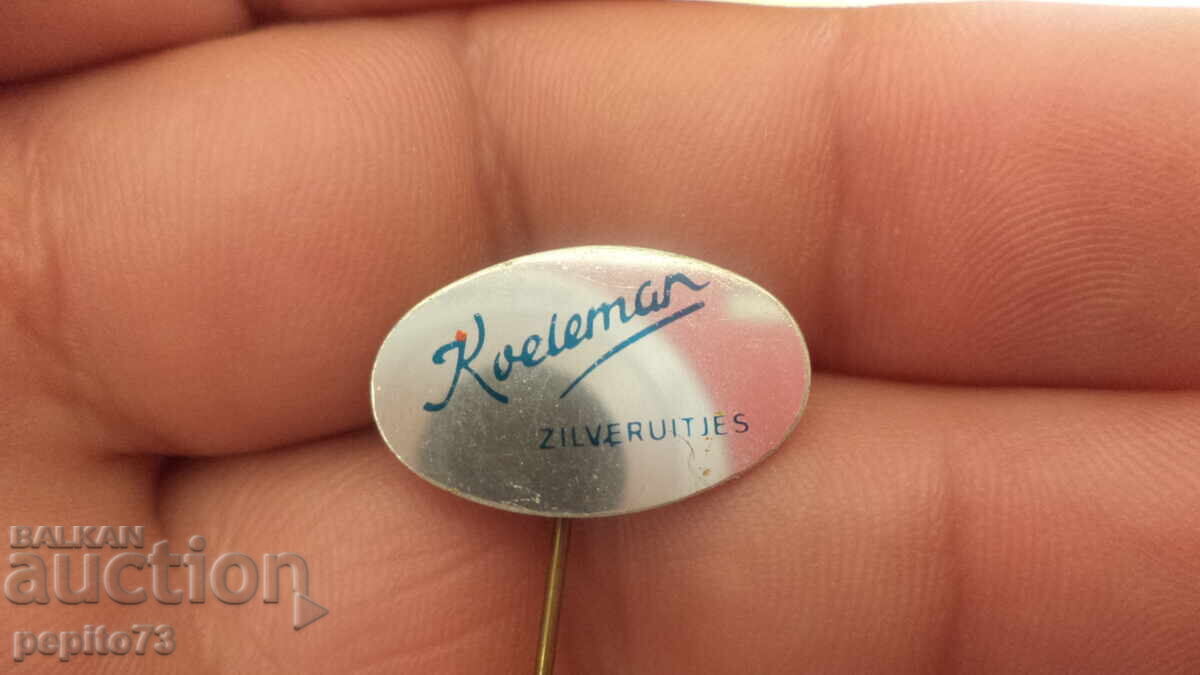 Koeleman
ZILVERUITJES
BALKAN
auction
pepito73